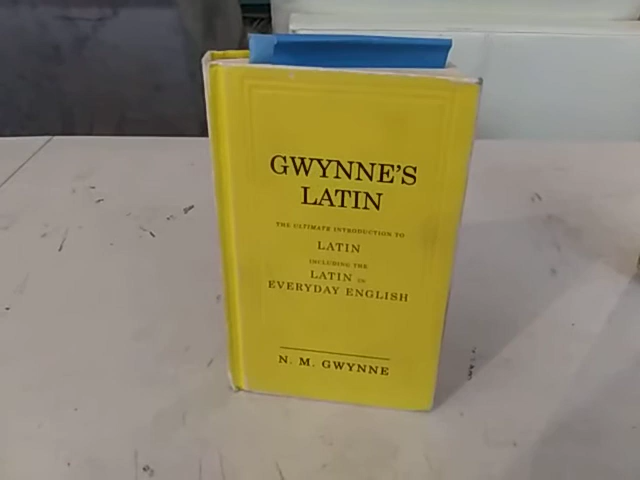 GWYNNE'S
LATIN
THE ULTIMATE INTRODUCTION TO
LATIN
INCLUDING THE
LATIN IN
EVERYDAY ENGLISH
N. M. GWYNNE